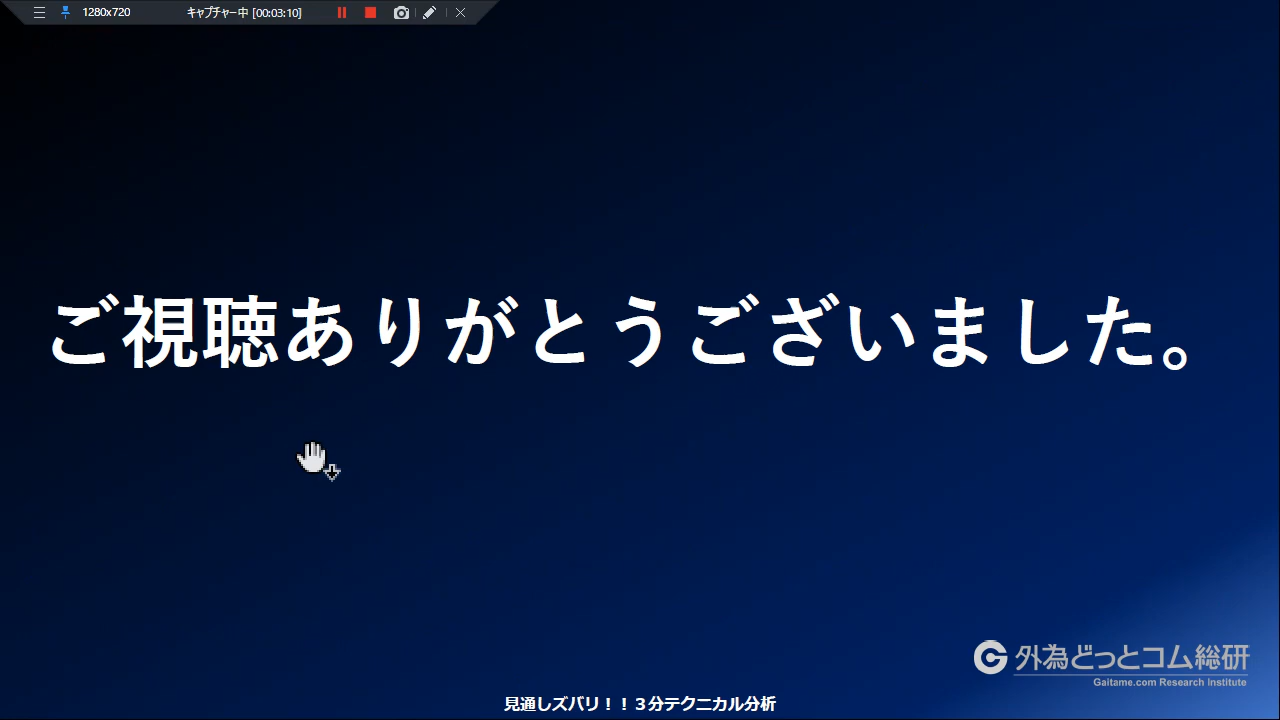 1280x720 キャプチャー中 [00:03:10]
ご視聴ありがとうございました。
外為どっとコム総研
Gaitame.com Research Institute
見通しズバリ！！３分テクニカル分析